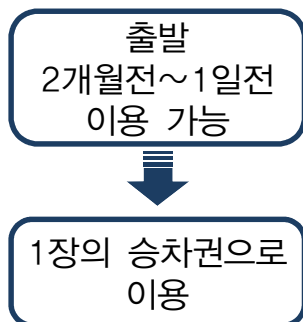 출발
2개월전～1일전
이용 가능
1장의 승차권으로
이용